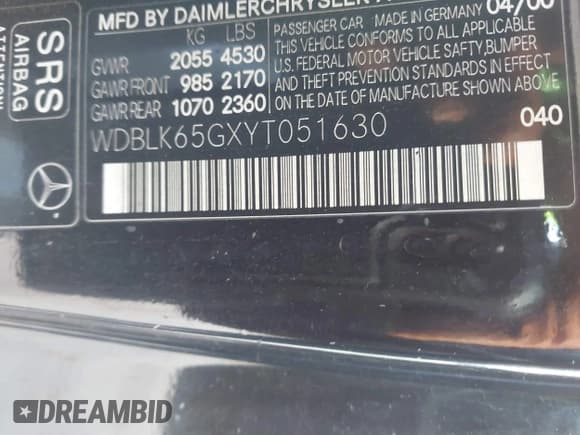 MFD BY DAIMLERCHRYSLER
MADE IN GERMANY 04/00
KG LBS
GVWR 2055 4530
GAWR FRONT 985 2170
GAWR REAR 1070 2360
PASSENGER CAR
THIS VEHICLE CONFORMS TO ALL APPLICABLE
U.S. FEDERAL MOTOR VEHICLE SAFTY, BUMPER
AND THEFT PREVENTION STANDARDS IN EFFECT
ON THE DATE OF MANUFACTURE SHOWN ABOVE.
WDBLK65GXYT051630
040
SRS
AIRBAG
ATTENTION
DREAMBID